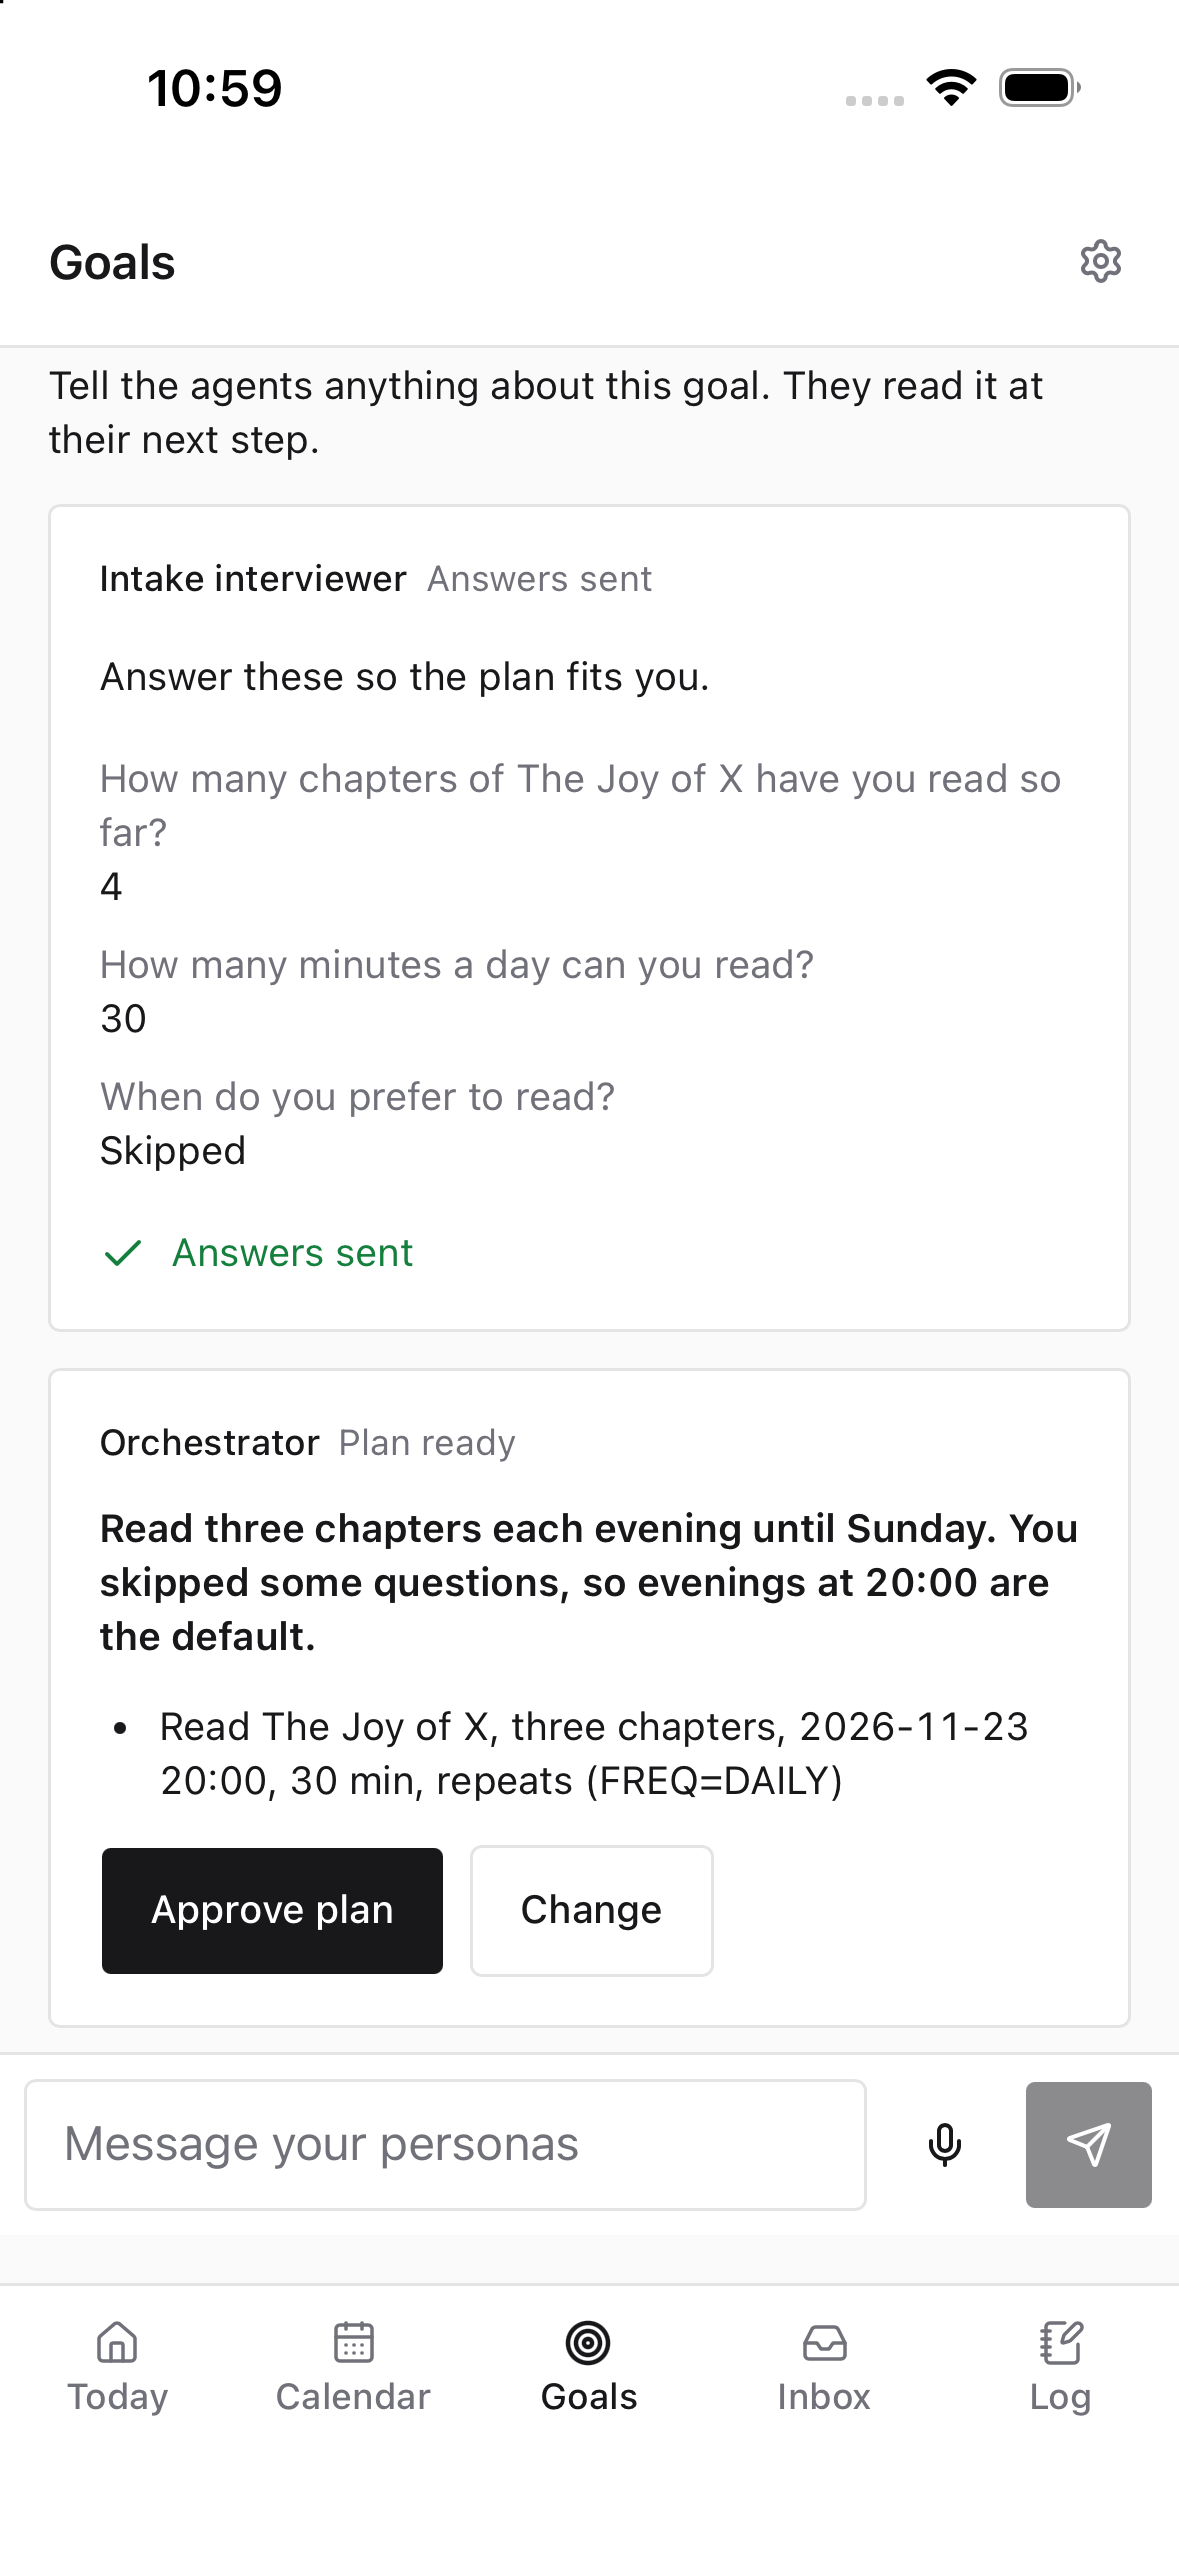 10:59
Goals
Tell the agents anything about this goal. They read it at
their next step.
Intake interviewer Answers sent
Answer these so the plan fits you.
How many chapters of The Joy of X have you read so
far?
4
How many minutes a day can you read?
30
When do you prefer to read?
Skipped
Answers sent
Orchestrator Plan ready
Read three chapters each evening until Sunday. You
skipped some questions, so evenings at 20:00 are
the default.
• Read The Joy of X, three chapters, 2026-11-23
20:00, 30 min, repeats (FREQ=DAILY)
Approve plan Change
Message your personas
Today Calendar Goals Inbox Log